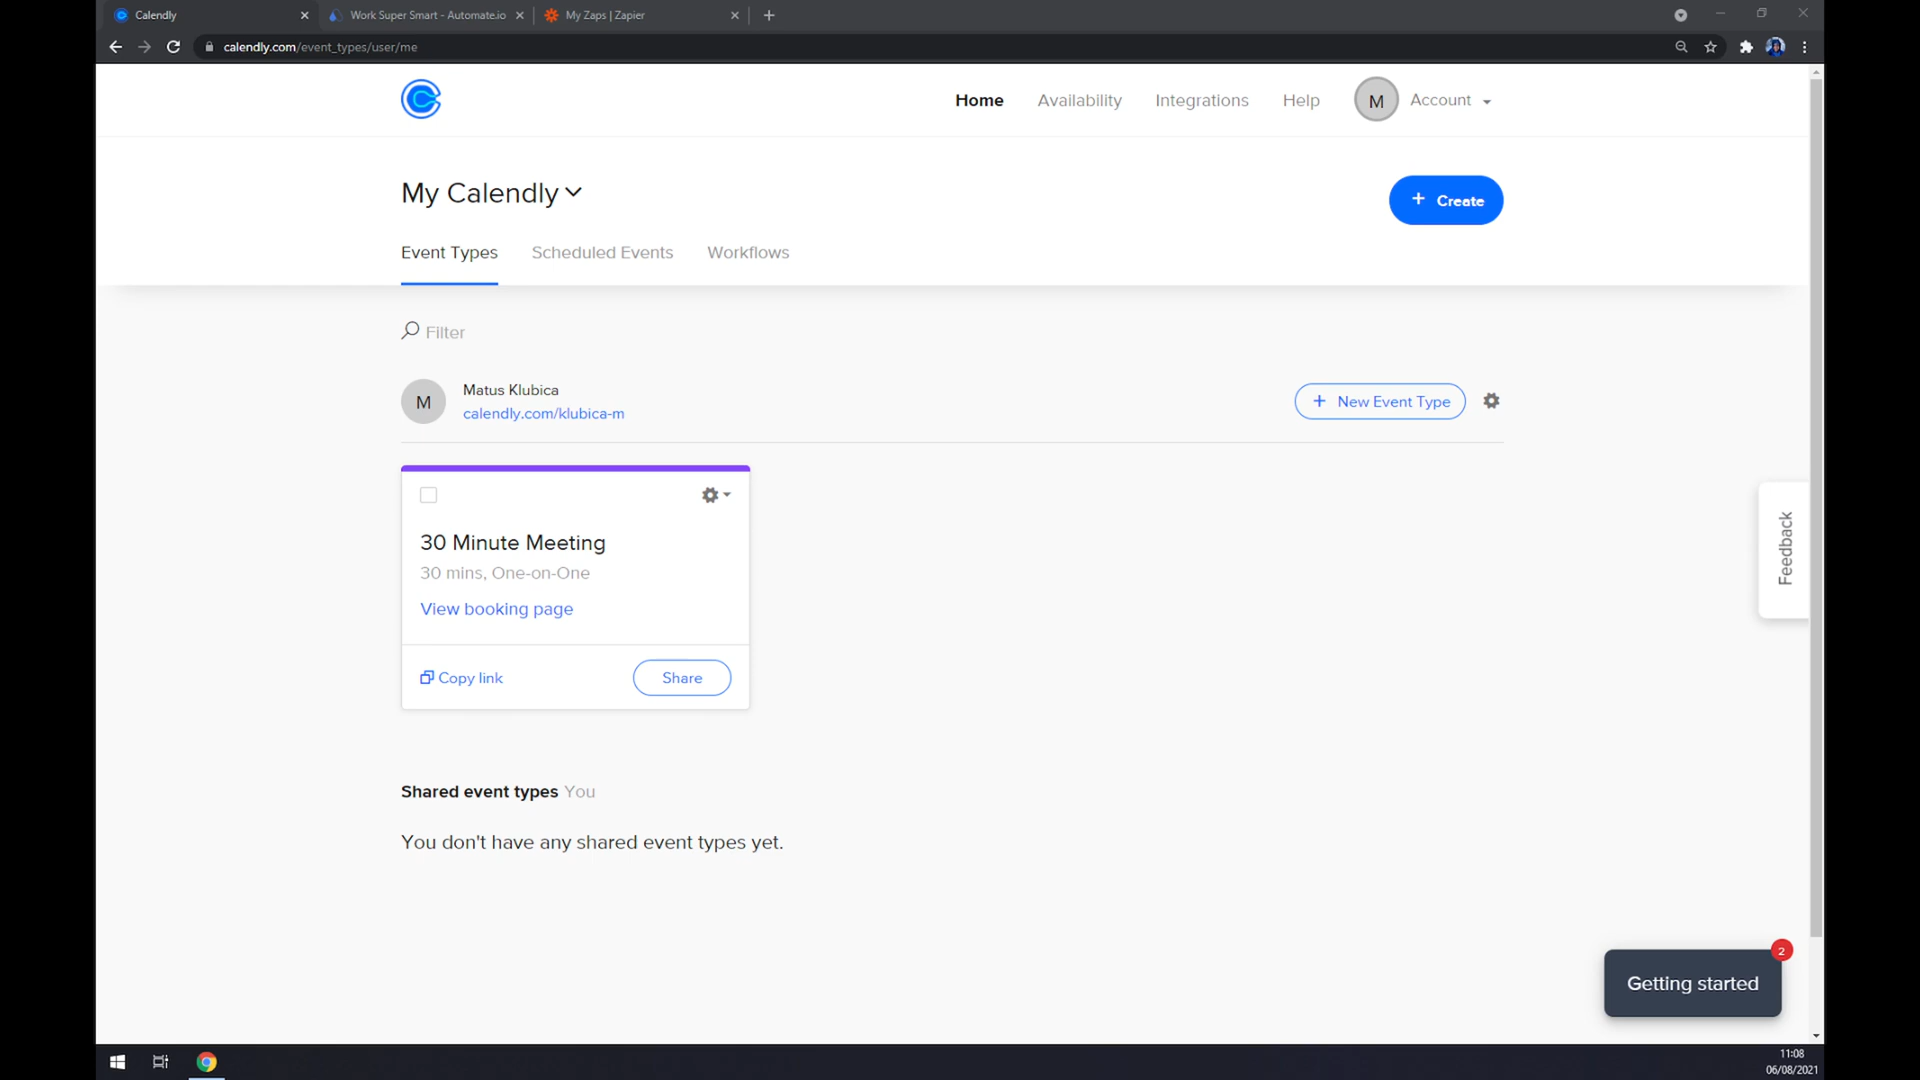 Calendly
Work Super Smart - Automate.io
My Zaps | Zapier
calendly.com/event_types/user/me
Home
Availability
Integrations
Help
M
Account
My Calendly
+ Create
Event Types
Scheduled Events
Workflows
Filter
M
Matus Klubica
calendly.com/klubica-m
+ New Event Type
30 Minute Meeting
30 mins, One-on-One
View booking page
Copy link
Share
Feedback
Shared event types You
You don't have any shared event types yet.
2
Getting started
11:08
06/08/2021